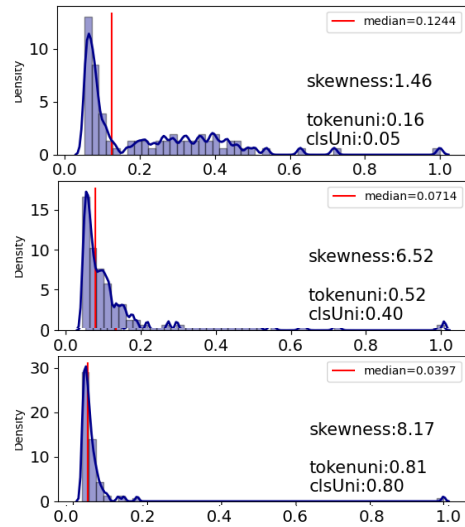 median=0.1244
10
5
0
Density
skewness:1.46
tokenuni:0.16
clsUni:0.05
0.0 0.2 0.4 0.6 0.8 1.0
median=0.0714
15
10
5
0
Density
skewness:6.52
tokenuni:0.52
clsUni:0.40
0.0 0.2 0.4 0.6 0.8 1.0
median=0.0397
30
20
10
0
Density
skewness:8.17
tokenuni:0.81
clsUni:0.80
0.0 0.2 0.4 0.6 0.8 1.0